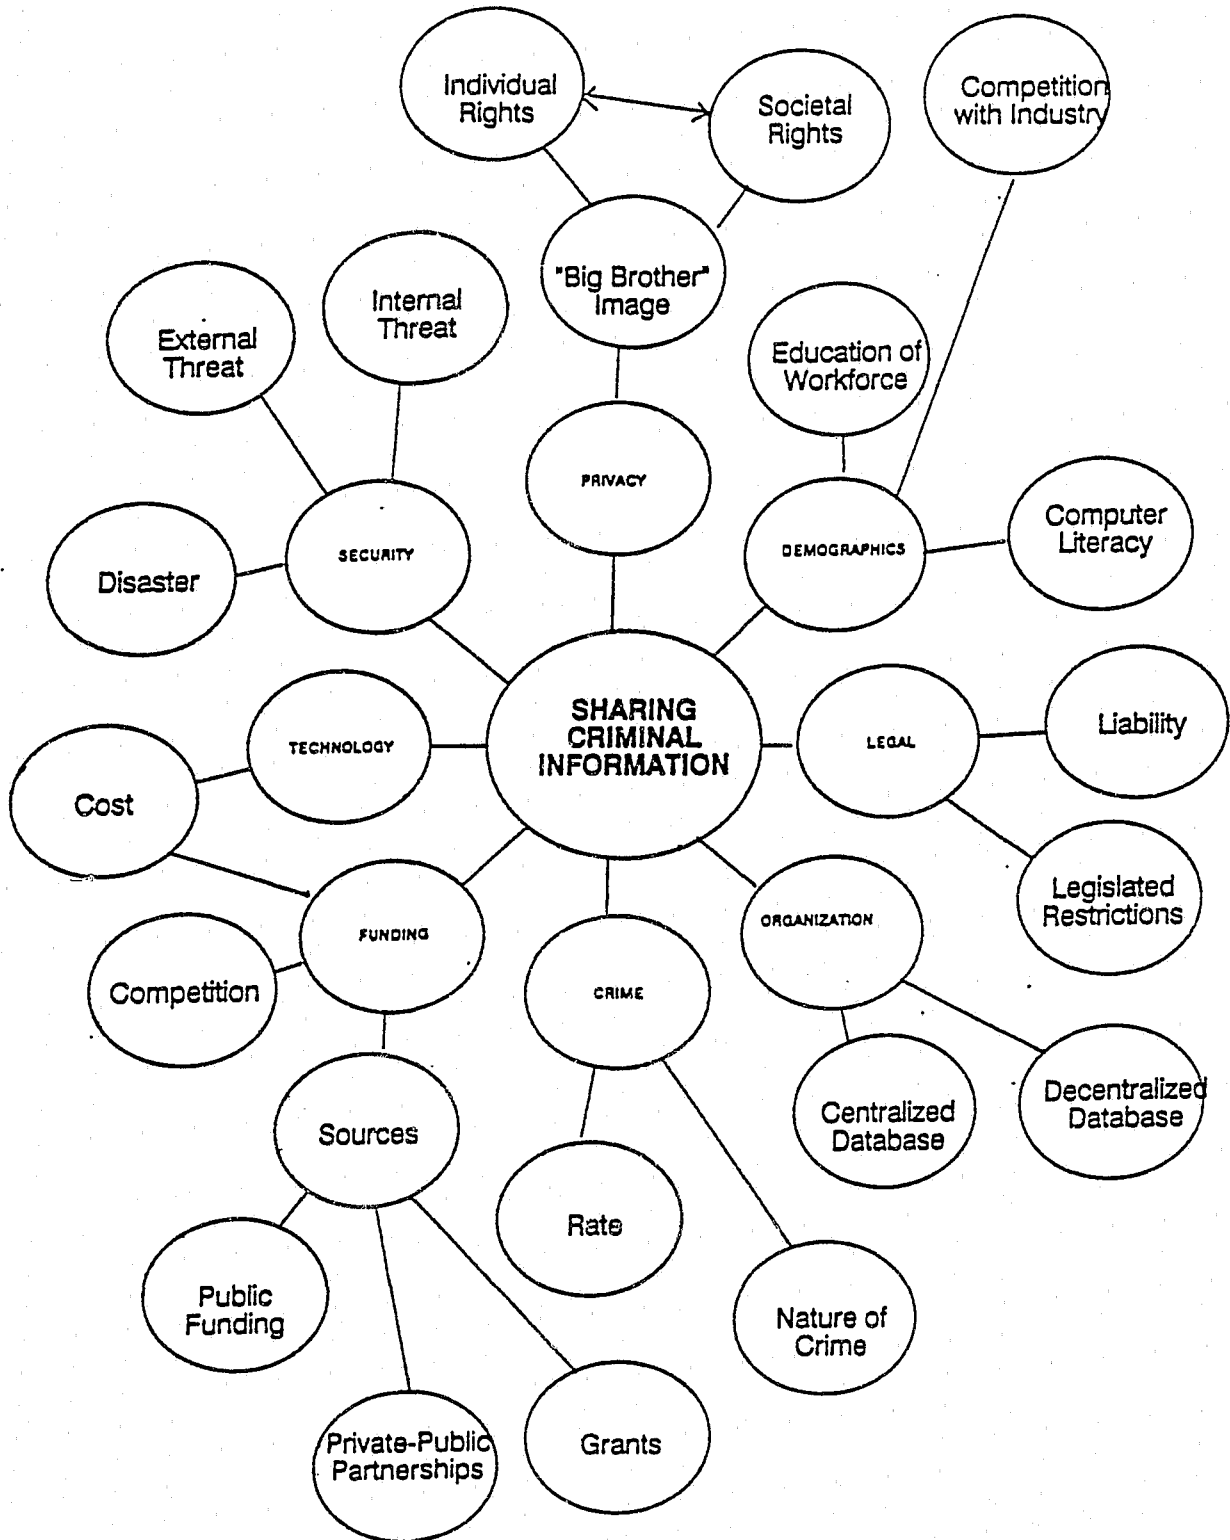 Individual
Rights
Societal
Rights
Competition
with Industry
"Big Brother"
Image
Internal
Threat
External
Threat
Education of
Workforce
PRIVACY
Computer
Literacy
SECURITY
DEMOGRAPHICS
Disaster
SHARING
CRIMINAL
INFORMATION
TECHNOLOGY
LEGAL
Liability
Cost
Legislated
Restrictions
FUNDING
ORGANIZATION
Competition
CRIME
Centralized
Database
Decentralized
Database
Sources
Rate
Public
Funding
Nature of
Crime
Private-Public
Partnerships
Grants